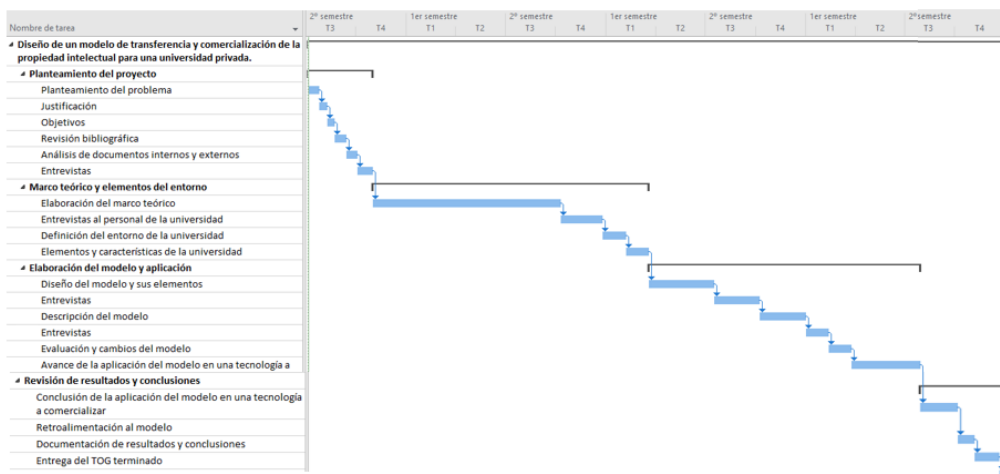 2º semestre 1er semestre 2º semestre 1er semestre 2º semestre 1er semestre 2ºsemestre
Nombre de tarea T3 T4 T1 T2 T3 T4 T1 T2 T3 T4 T1 T2 T3 T4
Diseño de un modelo de transferencia y comercialización de la
propiedad intelectual para una universidad privada.
Planteamiento del proyecto
Planteamiento del problema
Justificación
Objetivos
Revisión bibliográfica
Análisis de documentos internos y externos
Entrevistas
Marco teórico y elementos del entorno
Elaboración del marco teórico
Entrevistas al personal de la universidad
Definición del entorno de la universidad
Elementos y características de la universidad
Elaboración del modelo y aplicación
Diseño del modelo y sus elementos
Entrevistas
Descripción del modelo
Entrevistas
Evaluación y cambios del modelo
Avance de la aplicación del modelo en una tecnología a
Revisión de resultados y conclusiones
Conclusión de la aplicación del modelo en una tecnología
a comercializar
Retroalimentación al modelo
Documentación de resultados y conclusiones
Entrega del TOG terminado